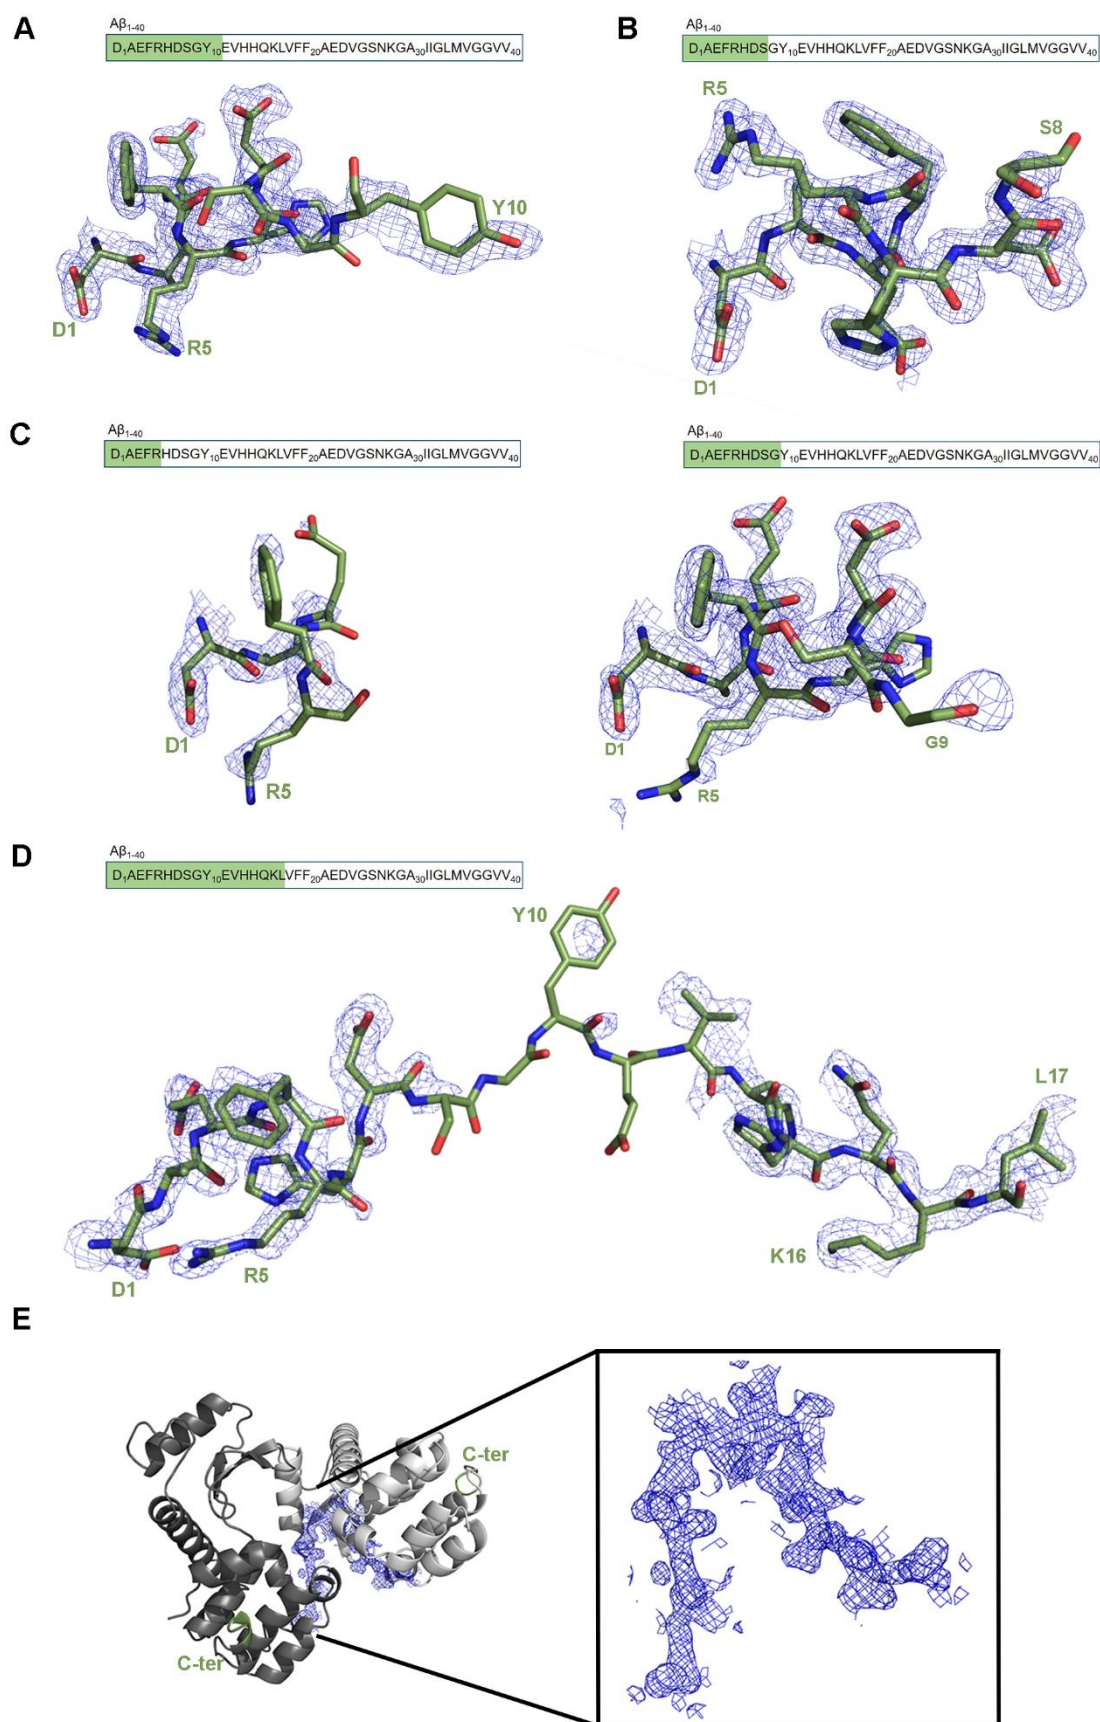 A
Aβ1-40
D1AEFRHDSGY10EVHHQKLVFF20AEDVGSNKGA30IIGLMVGGVV40
D1
R5
Y10
B
Aβ1-40
D1AEFRHDSGY10EVHHQKLVFF20AEDVGSNKGA30IIGLMVGGVV40
R5
S8
D1
C
Aβ1-40
D1AEFRHDSGY10EVHHQKLVFF20AEDVGSNKGA30IIGLMVGGVV40
D1
R5
Aβ1-40
D1AEFRHDSGY10EVHHQKLVFF20AEDVGSNKGA30IIGLMVGGVV40
D1
R5
G9
D
Aβ1-40
D1AEFRHDSGY10EVHHQKLVFF20AEDVGSNKGA30IIGLMVGGVV40
Y10
L17
K16
R5
D1
E
C-ter
C-ter